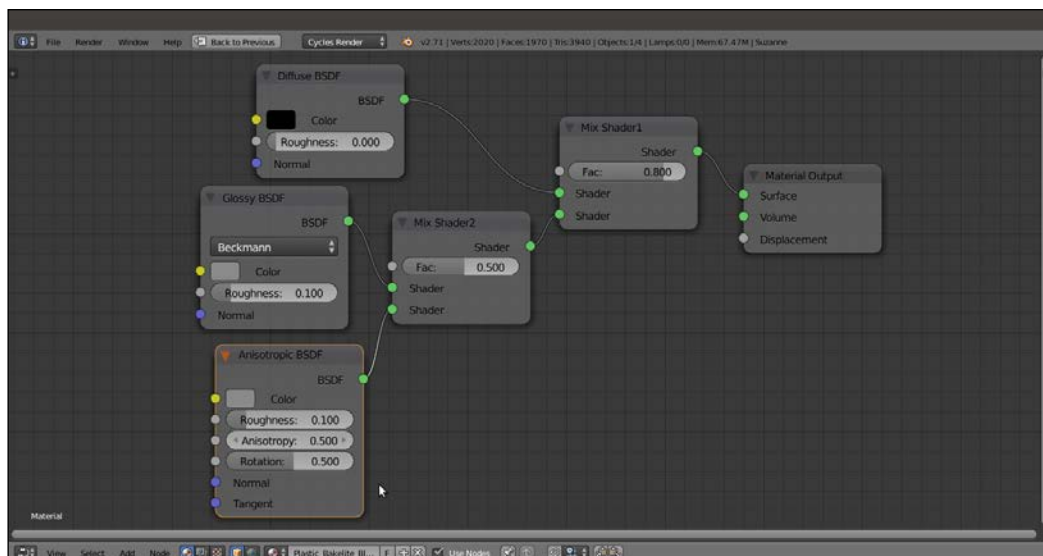 File Render Window Help Back to Previous Cycles Render v2.71 | Verts:2020 | Faces:1970 | Tris:3940 | Objects:1/4 | Lamps:0/0 | Mem:67.47M | Suzanne
Diffuse BSDF
BSDF
Color
Roughness: 0.000
Normal
Glossy BSDF
BSDF
Beckmann
Color
Roughness: 0.100
Normal
Anisotropic BSDF
BSDF
Color
Roughness: 0.100
Anisotropy: 0.500
Rotation: 0.500
Normal
Tangent
Mix Shader2
Shader
Fac: 0.500
Shader
Shader
Mix Shader1
Shader
Fac: 0.800
Shader
Shader
Material Output
Surface
Volume
Displacement
Material
View Select Add Node Plastic_Bakelite_Bl... F Use Nodes